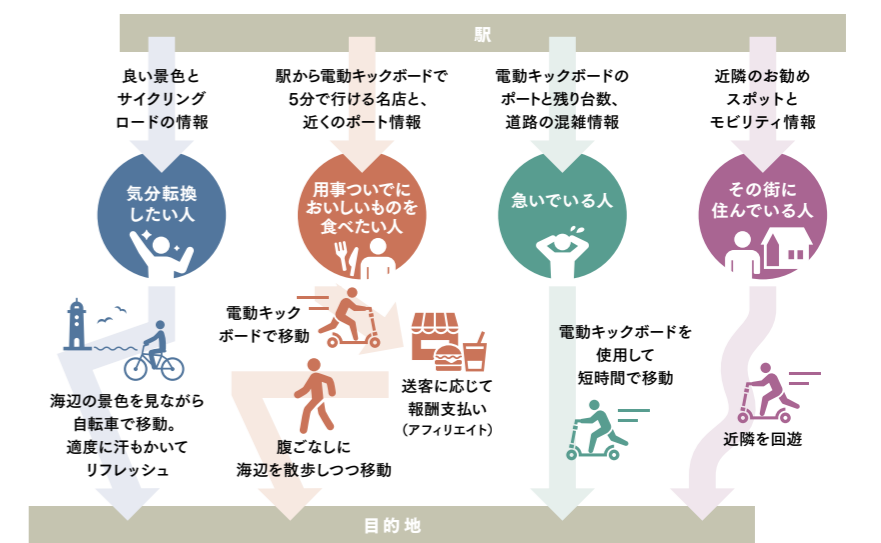 駅
良い景色と
サイクリング
ロードの情報
駅から電動キックボードで
5分で行ける名店と、
近くのポート情報
電動キックボードの
ポートと残り台数、
道路の混雑情報
近隣のお勧め
スポットと
モビリティ情報
気分転換
したい人
用事ついでに
おいしいものを
食べたい人
急いでいる人
その街に
住んでいる人
海辺の景色を見ながら
自転車で移動。
適度に汗もかいて
リフレッシュ
電動キック
ボードで移動
送客に応じて
報酬支払い
(アフィリエイト)
腹ごなしに
海辺を散歩しつつ移動
電動キックボードを
使用して
短時間で移動
近隣を回遊
目的地